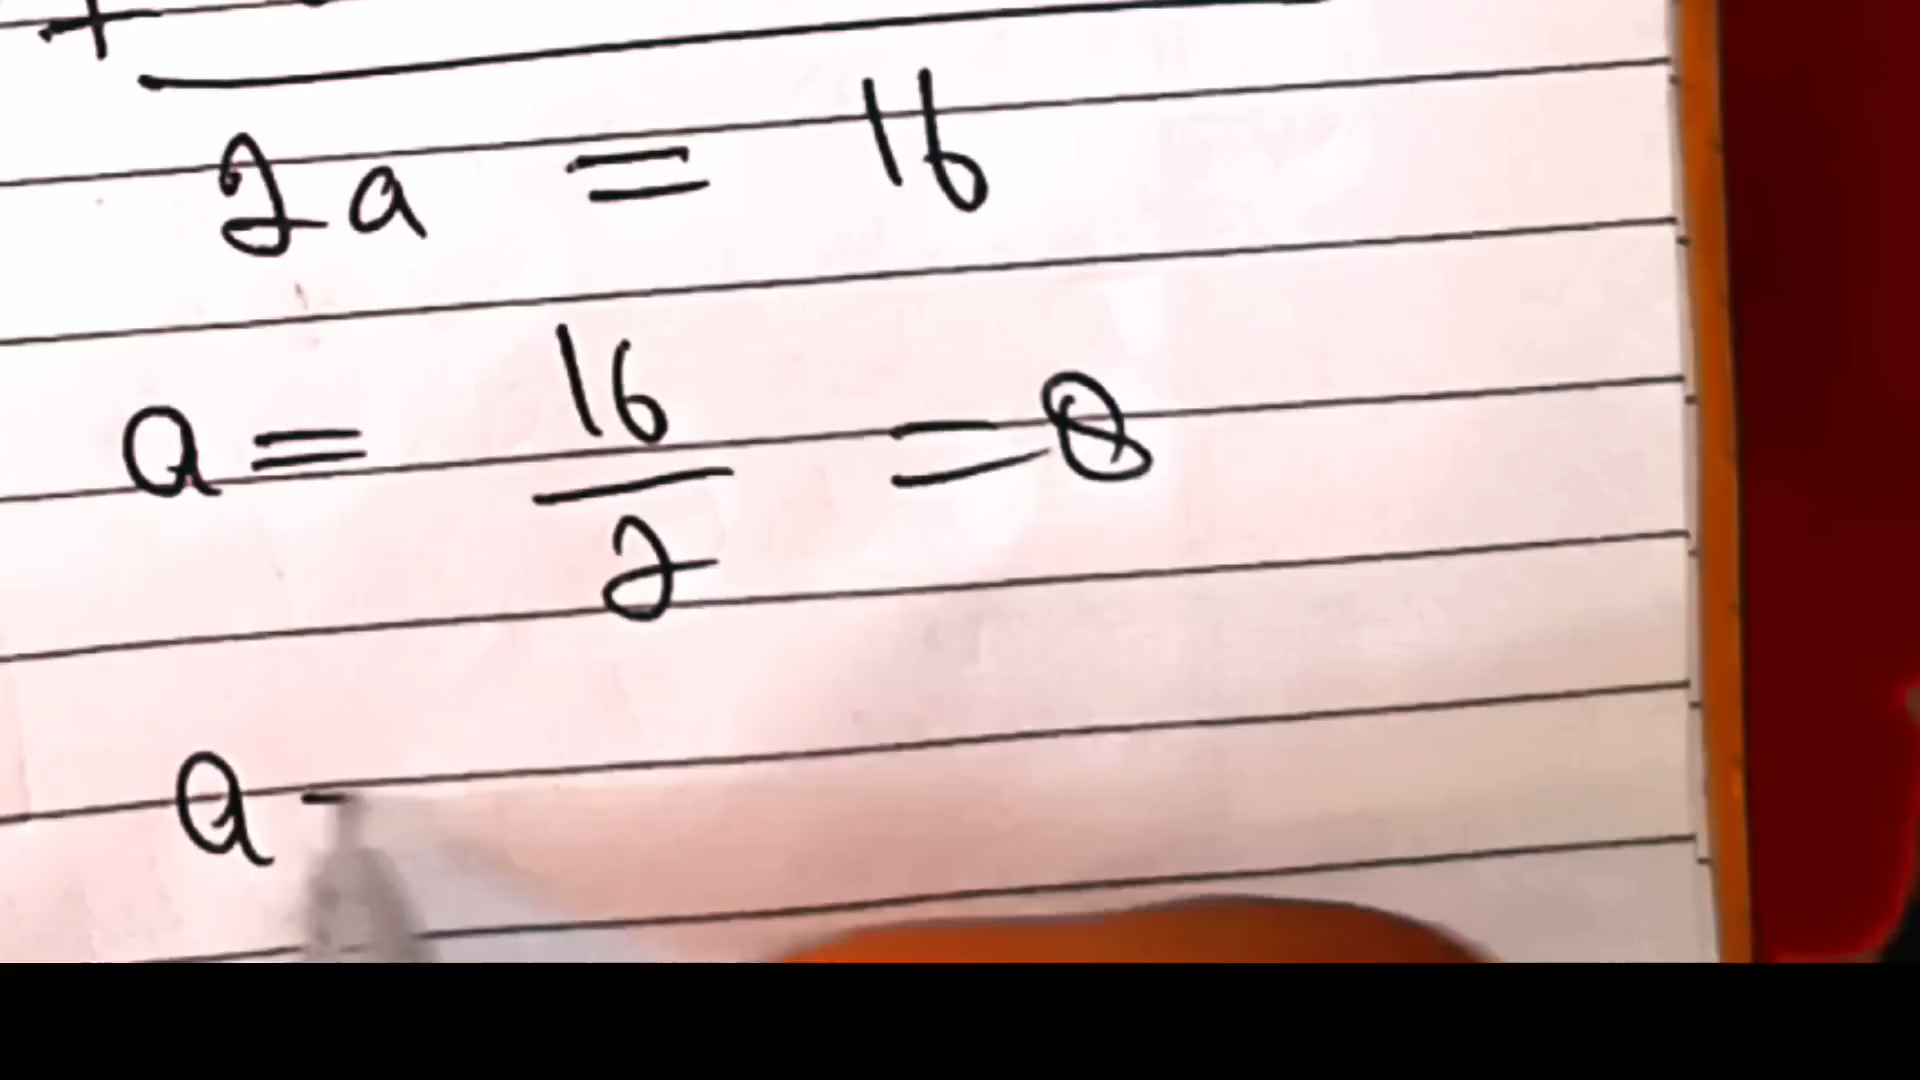 +
2a = 16
a = 16/2 = 8
a -